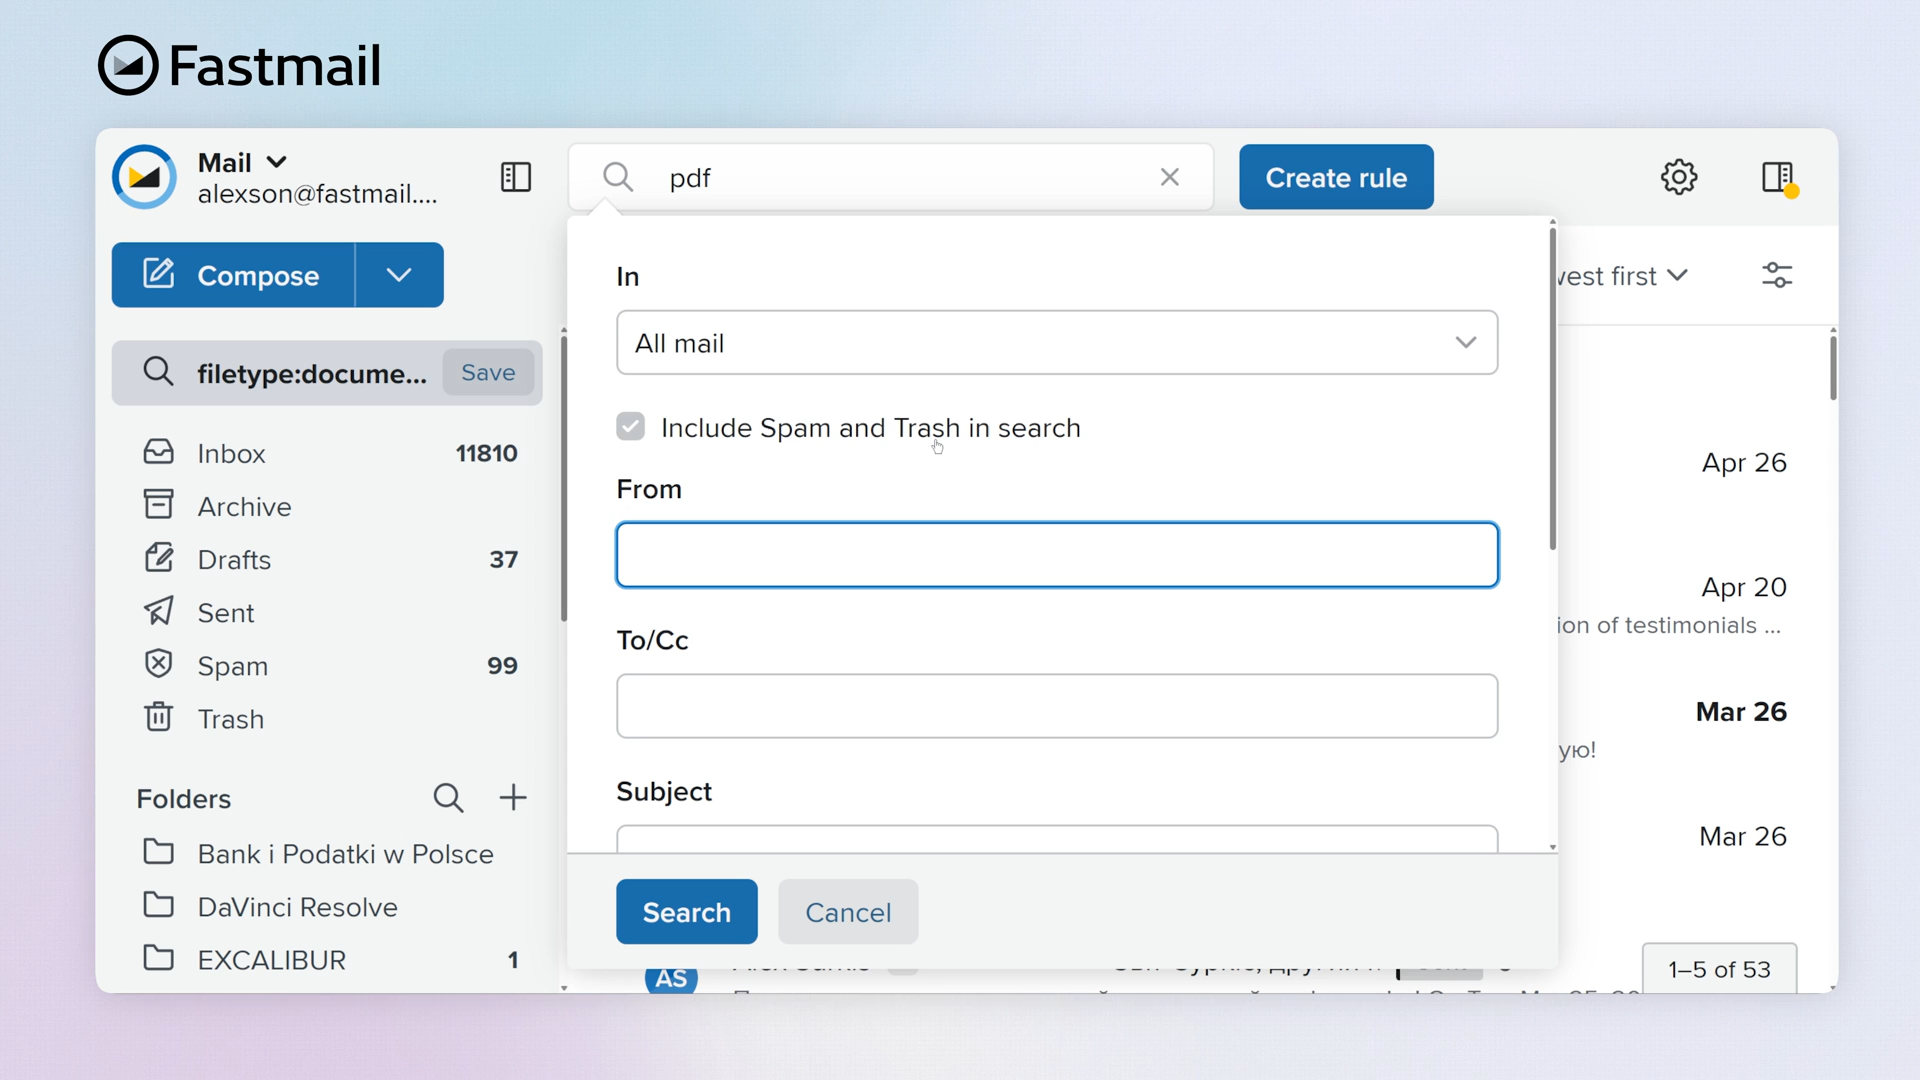 Fastmail
Mail
alexson@fastmail....
pdf
Create rule
Compose
In
west first
All mail
filetype:docume...
Save
Include Spam and Trash in search
Inbox 11810
Apr 26
From
Archive
Drafts 37
Apr 20
Sent
ion of testimonials ...
To/Cc
Spam 99
Trash
Mar 26
ую!
Subject
Folders
Mar 26
Bank i Podatki w Polsce
DaVinci Resolve
Search
Cancel
EXCALIBUR 1
AS
1–5 of 53